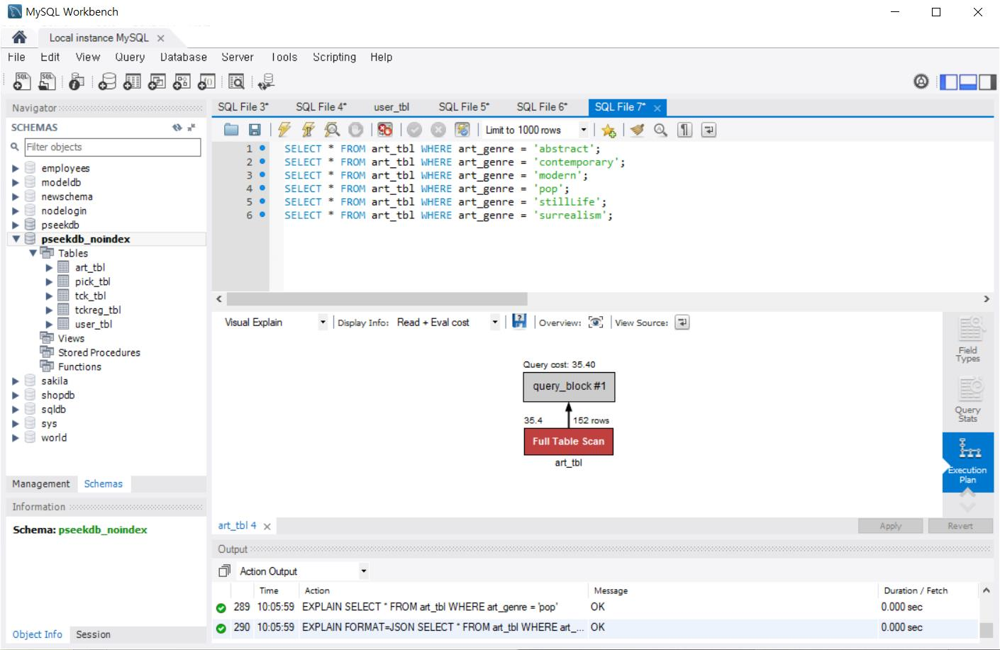 MySQL Workbench
Local instance MySQL
File Edit View Query Database Server Tools Scripting Help
Navigator
SCHEMAS
Filter objects
employees
modeldb
newschema
nodelogin
pseekdb
pseekdb_noindex
Tables
art_tbl
pick_tbl
tck_tbl
tckreg_tbl
user_tbl
Views
Stored Procedures
Functions
sakila
shopdb
sqldb
sys
world
Management Schemas
Information
Schema: pseekdb_noindex
Object Info Session
SQL File 3* SQL File 4* user_tbl SQL File 5* SQL File 6* SQL File 7*
Limit to 1000 rows
1 SELECT * FROM art_tbl WHERE art_genre = 'abstract';
2 SELECT * FROM art_tbl WHERE art_genre = 'contemporary';
3 SELECT * FROM art_tbl WHERE art_genre = 'modern';
4 SELECT * FROM art_tbl WHERE art_genre = 'pop';
5 SELECT * FROM art_tbl WHERE art_genre = 'stillLife';
6 SELECT * FROM art_tbl WHERE art_genre = 'surrealism';
Visual Explain Display Info: Read + Eval cost Overview: View Source:
Query cost: 35.40
query_block #1
35.4 152 rows
Full Table Scan
art_tbl
Field
Types
Query
Stats
Execution
Plan
art_tbl 4
Apply Revert
Output
Action Output
Time Action Message Duration / Fetch
289 10:05:59 EXPLAIN SELECT * FROM art_tbl WHERE art_genre = 'pop' OK 0.000 sec
290 10:05:59 EXPLAIN FORMAT=JSON SELECT * FROM art_tbl WHERE art_... OK 0.000 sec